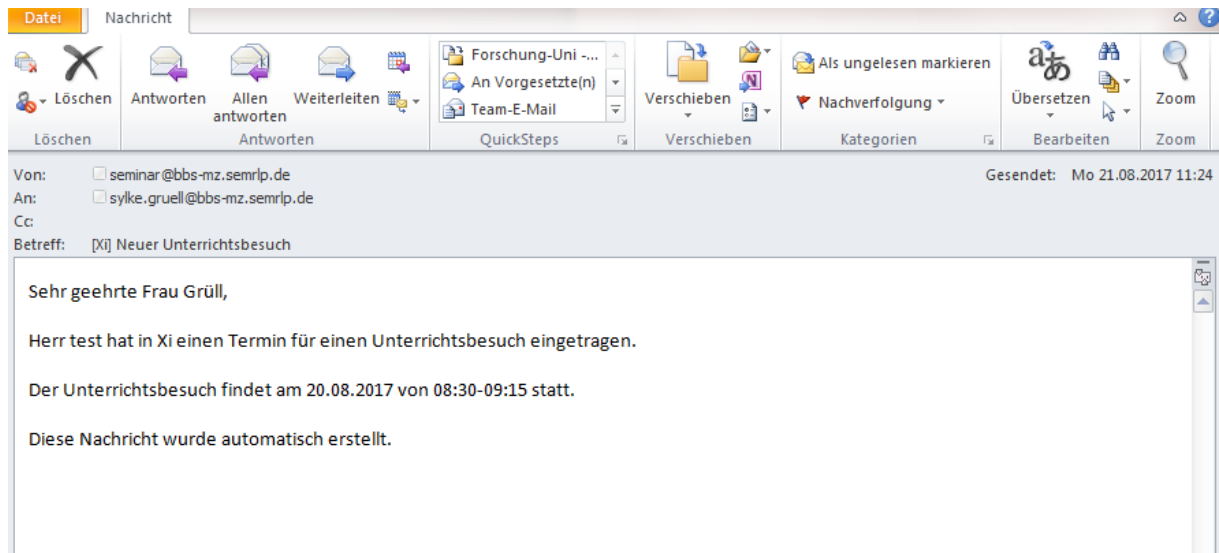 Datei Nachricht
Löschen
Antworten
Allen antworten
Weiterleiten
Forschung-Uni -...
An Vorgesetzte(n)
Team-E-Mail
Verschieben
Als ungelesen markieren
Nachverfolgung
Übersetzen
Zoom
Löschen Antworten QuickSteps Verschieben Kategorien Bearbeiten Zoom
Von: seminar@bbs-mz.semrlp.de Gesendet: Mo 21.08.2017 11:24
An: sylke.gruell@bbs-mz.semrlp.de
Cc:
Betreff: [Xi] Neuer Unterrichtsbesuch
Sehr geehrte Frau Grüll,
Herr test hat in Xi einen Termin für einen Unterrichtsbesuch eingetragen.
Der Unterrichtsbesuch findet am 20.08.2017 von 08:30-09:15 statt.
Diese Nachricht wurde automatisch erstellt.